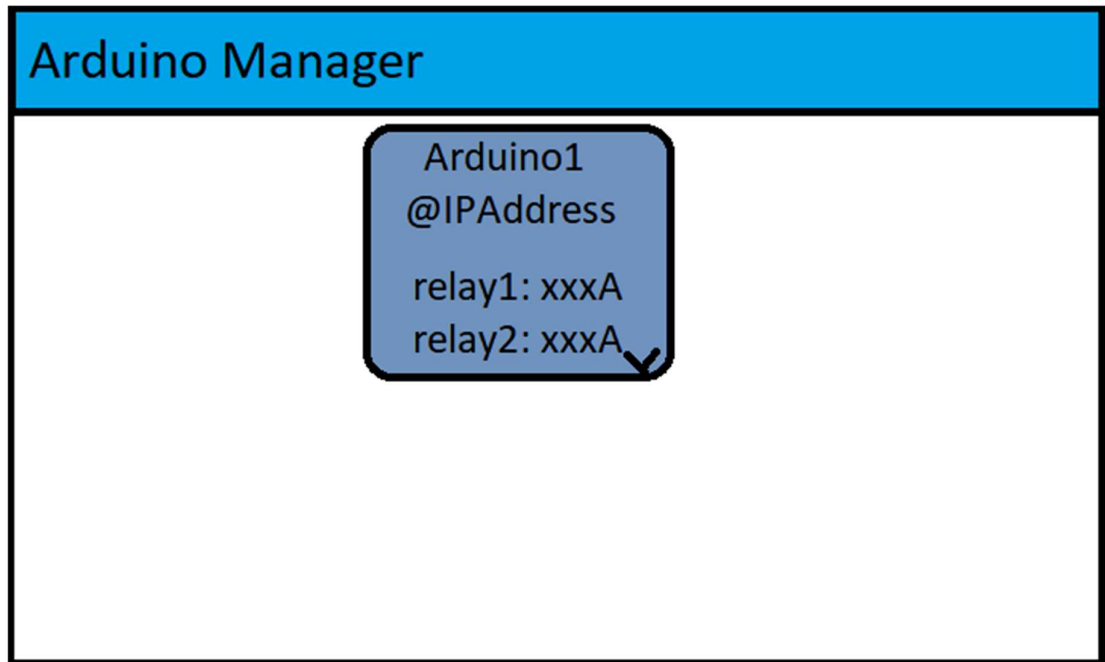 Arduino Manager
Arduino1
@IPAddress
relay1: xxxA
relay2: xxxA